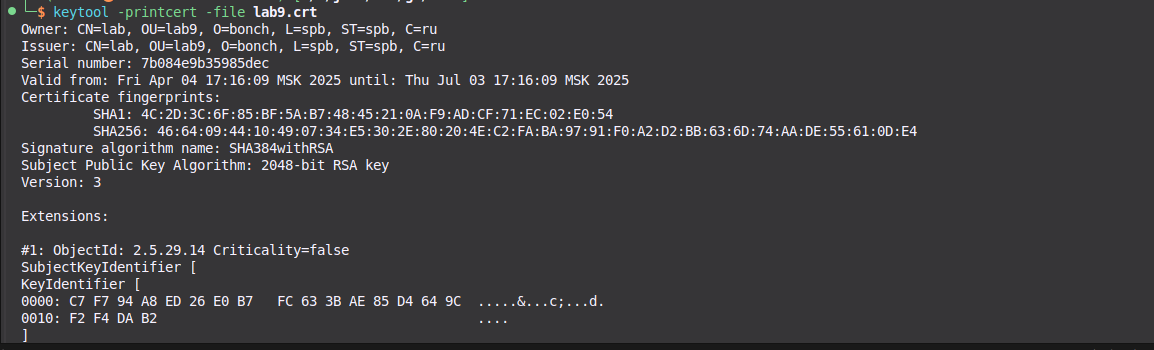 $ keytool -printcert -file lab9.crt
Owner: CN=lab, OU=lab9, O=bonch, L=spb, ST=spb, C=ru
Issuer: CN=lab, OU=lab9, O=bonch, L=spb, ST=spb, C=ru
Serial number: 7b084e9b35985dec
Valid from: Fri Apr 04 17:16:09 MSK 2025 until: Thu Jul 03 17:16:09 MSK 2025
Certificate fingerprints:
SHA1: 4C:2D:3C:6F:85:BF:5A:B7:48:45:21:0A:F9:AD:CF:71:EC:02:E0:54
SHA256: 46:64:09:44:10:49:07:34:E5:30:2E:80:20:4E:C2:FA:BA:97:91:F0:A2:D2:BB:63:6D:74:AA:DE:55:61:0D:E4
Signature algorithm name: SHA384withRSA
Subject Public Key Algorithm: 2048-bit RSA key
Version: 3
Extensions:
#1: ObjectId: 2.5.29.14 Criticality=false
SubjectKeyIdentifier [
KeyIdentifier [
0000: C7 F7 94 A8 ED 26 E0 B7   FC 63 3B AE 85 D4 64 9C  .....&...c;...d.
0010: F2 F4 DA B2                                        ....
]